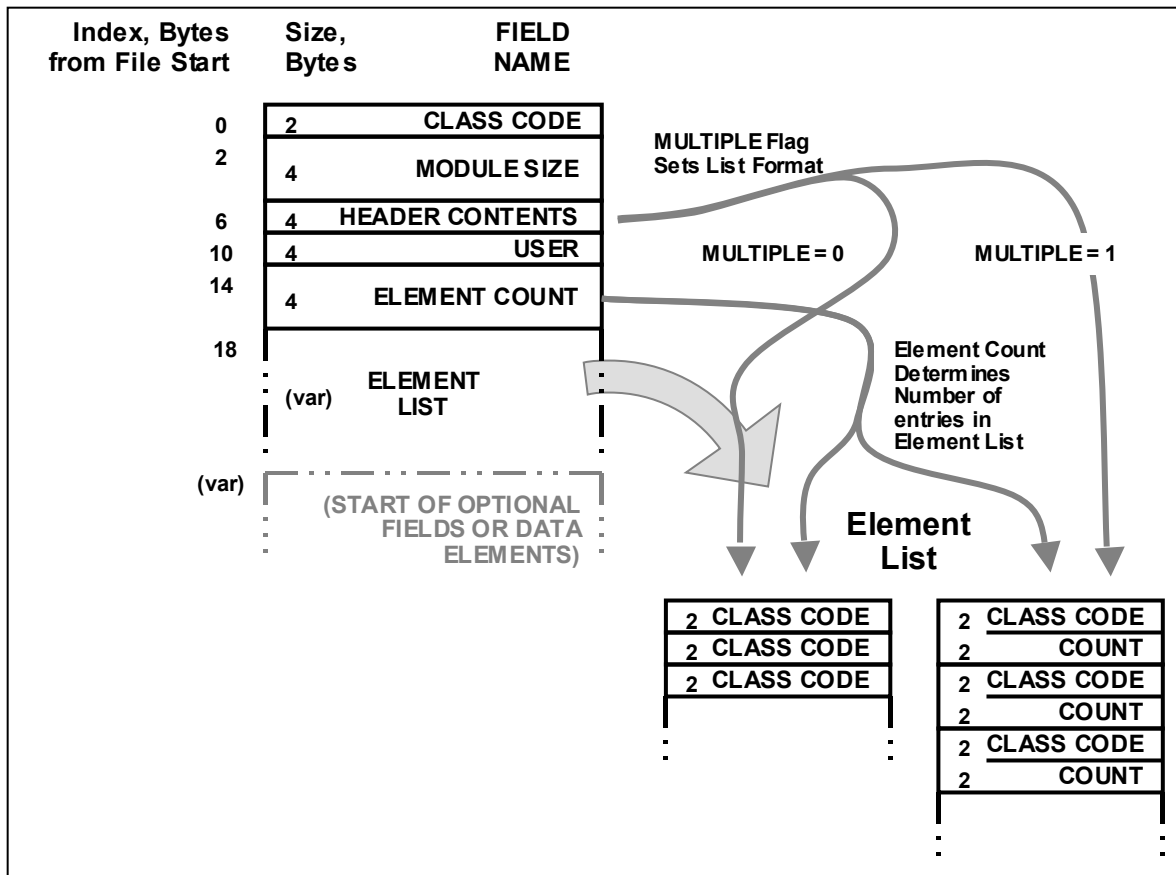 Index, Bytes
from File Start
Size,
Bytes
FIELD
NAME
0 2 CLASS CODE
2 4 MODULE SIZE
6 4 HEADER CONTENTS
10 4 USER
14 4 ELEMENT COUNT
18 (var) ELEMENT
LIST
(var)
(START OF OPTIONAL
FIELDS OR DATA
ELEMENTS)
MULTIPLE Flag
Sets List Format
MULTIPLE = 0
MULTIPLE = 1
Element Count
Determines
Number of
entries in
Element List
Element
List
2 CLASS CODE
2 CLASS CODE
2 CLASS CODE
2 CLASS CODE
2 COUNT
2 CLASS CODE
2 COUNT
2 CLASS CODE
2 COUNT